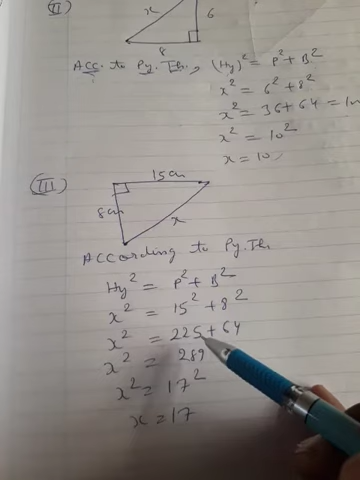 II)
x
6
8
Acc. to Py. Th., (Hy)² = P² + B²
x² = 6² + 8²
x² = 36 + 64 =
x² = 10²
x = 10
III)
15cm
8cm
x
According to Py. Th.
Hy² = P² + B²
x² = 15² + 8²
x² = 225 + 64
x² = 289
x² = 17²
x = 17